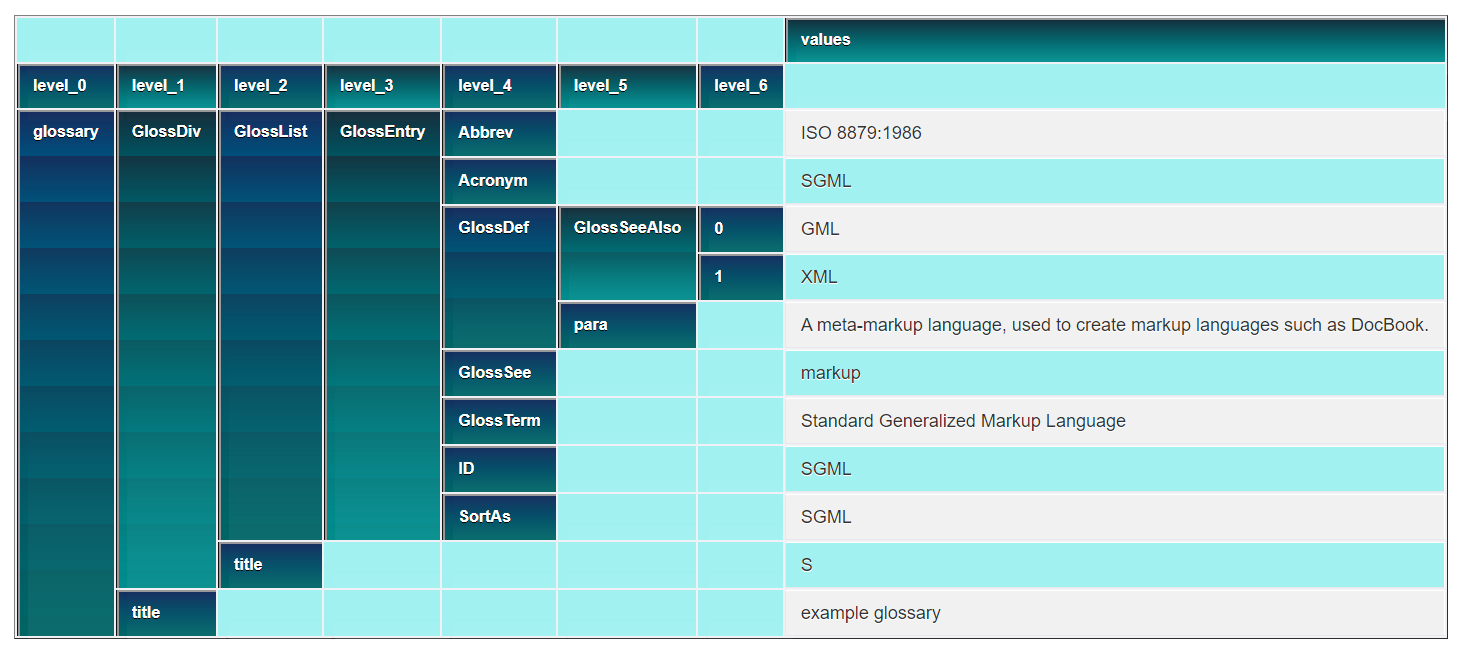 values
level_0 level_1 level_2 level_3 level_4 level_5 level_6
glossary GlossDiv GlossList GlossEntry Abbrev ISO 8879:1986
Acronym SGML
GlossDef GlossSeeAlso 0 GML
1 XML
para A meta-markup language, used to create markup languages such as DocBook.
GlossSee markup
GlossTerm Standard Generalized Markup Language
ID SGML
SortAs SGML
title S
title example glossary